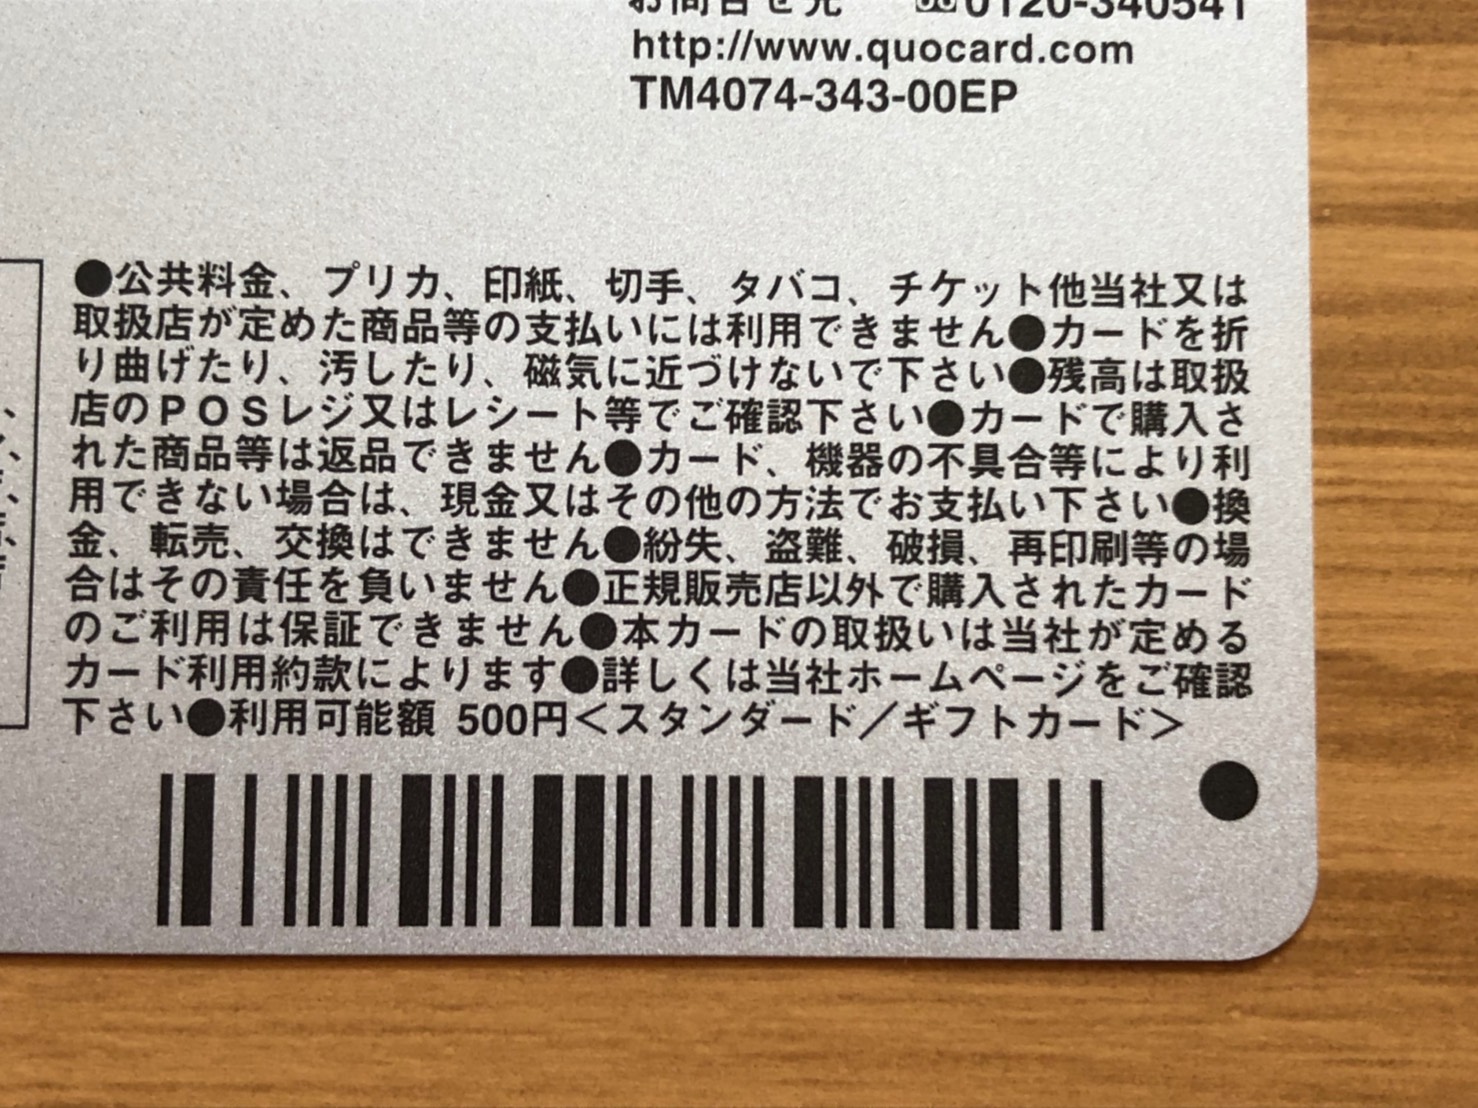 お問合せ先 0120-340541
http://www.quocard.com
TM4074-343-00EP
●公共料金、プリカ、印紙、切手、タバコ、チケット他当社又は
取扱店が定めた商品等の支払いには利用できません●カードを折
り曲げたり、汚したり、磁気に近づけないで下さい●残高は取扱
店のPOSレジ又はレシート等でご確認下さい●カードで購入さ
れた商品等は返品できません●カード、機器の不具合等により利
用できない場合は、現金又はその他の方法でお支払い下さい●換
金、転売、交換はできません●紛失、盗難、破損、再印刷等の場
合はその責任を負いません●正規販売店以外で購入されたカード
のご利用は保証できません●本カードの取扱いは当社が定める
カード利用約款によります●詳しくは当社ホームページをご確認
下さい●利用可能額 500円＜スタンダード／ギフトカード＞